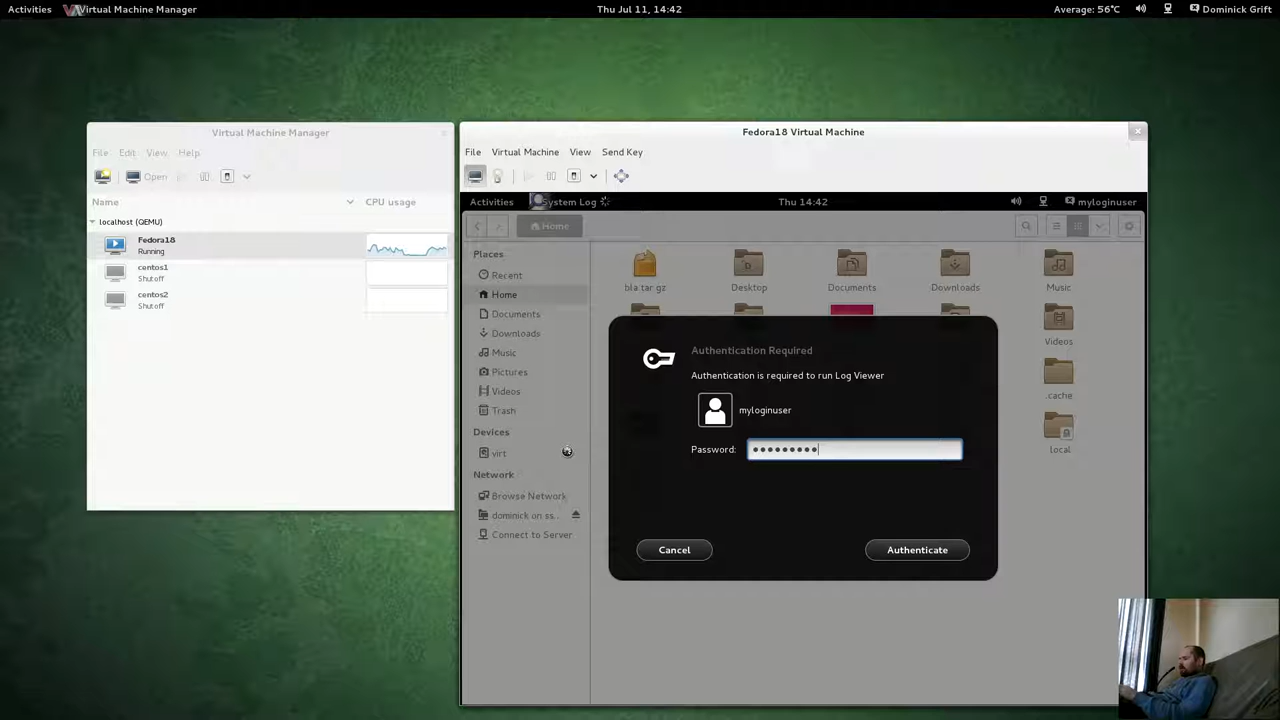 Activities Virtual Machine Manager Thu Jul 11, 14:42 Average: 56°C Dominick Grift
Virtual Machine Manager
File Edit View Help
Open
Name CPU usage
localhost (QEMU)
Fedora18
Running
centos1
Shutoff
centos2
Shutoff
Fedora18 Virtual Machine
File Virtual Machine View Send Key
Activities System Log Thu 14:42 myloginuser
Home
Places
Recent
Home
Documents
Downloads
Music
Pictures
Videos
Trash
Devices
virt
Network
Browse Network
dominick on ss...
Connect to Server
bla.tar.gz Desktop Documents Downloads Music
Videos
.cache
.local
Authentication Required
Authentication is required to run Log Viewer
myloginuser
Password: •••••••••
Cancel Authenticate